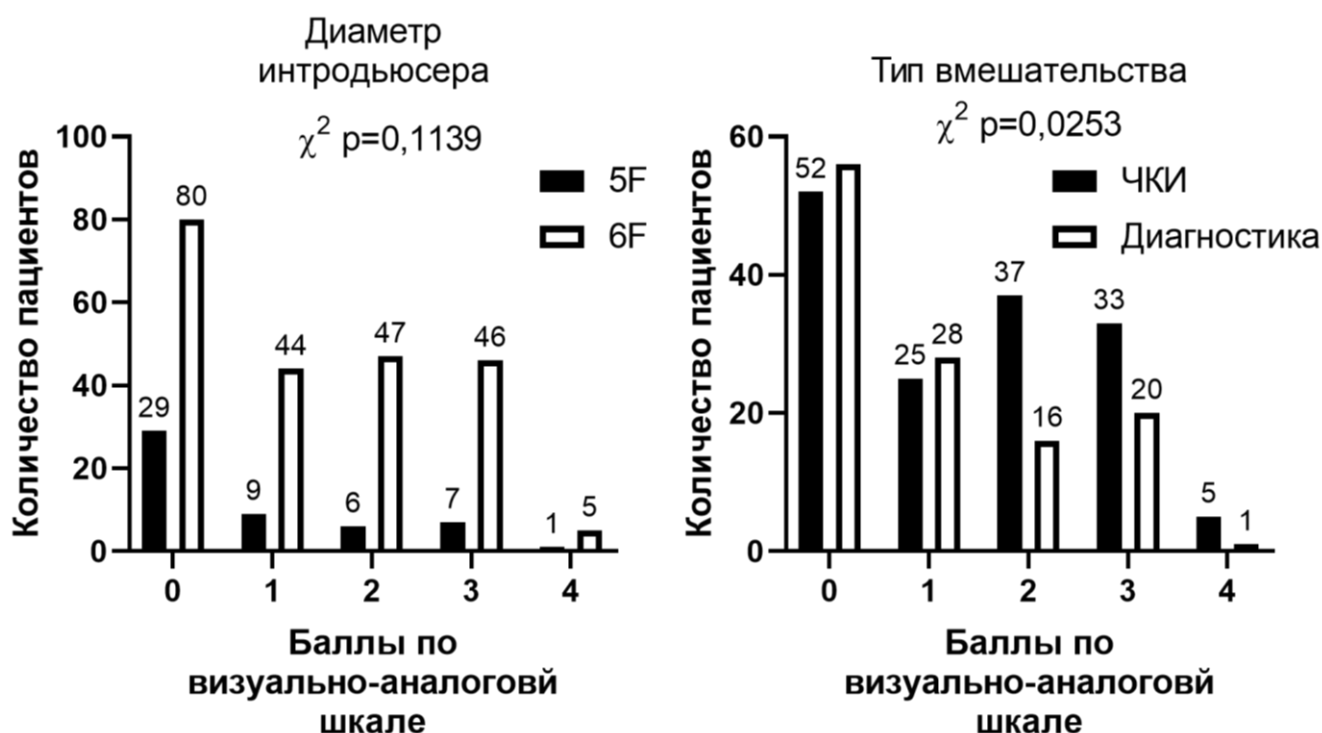 Диаметр
интродьюсера
χ² p=0,1139
5F
6F
Количество пациентов
100
80
60
40
20
0
29
80
9
44
6
47
7
46
1
5
0 1 2 3 4
Баллы по
визуально-аналоговй
шкале
Тип вмешательства
χ² p=0,0253
ЧКИ
Диагностика
Количество пациентов
60
40
20
0
52
25
28
37
16
33
20
5
1
0 1 2 3 4
Баллы по
визуально-аналоговй
шкале